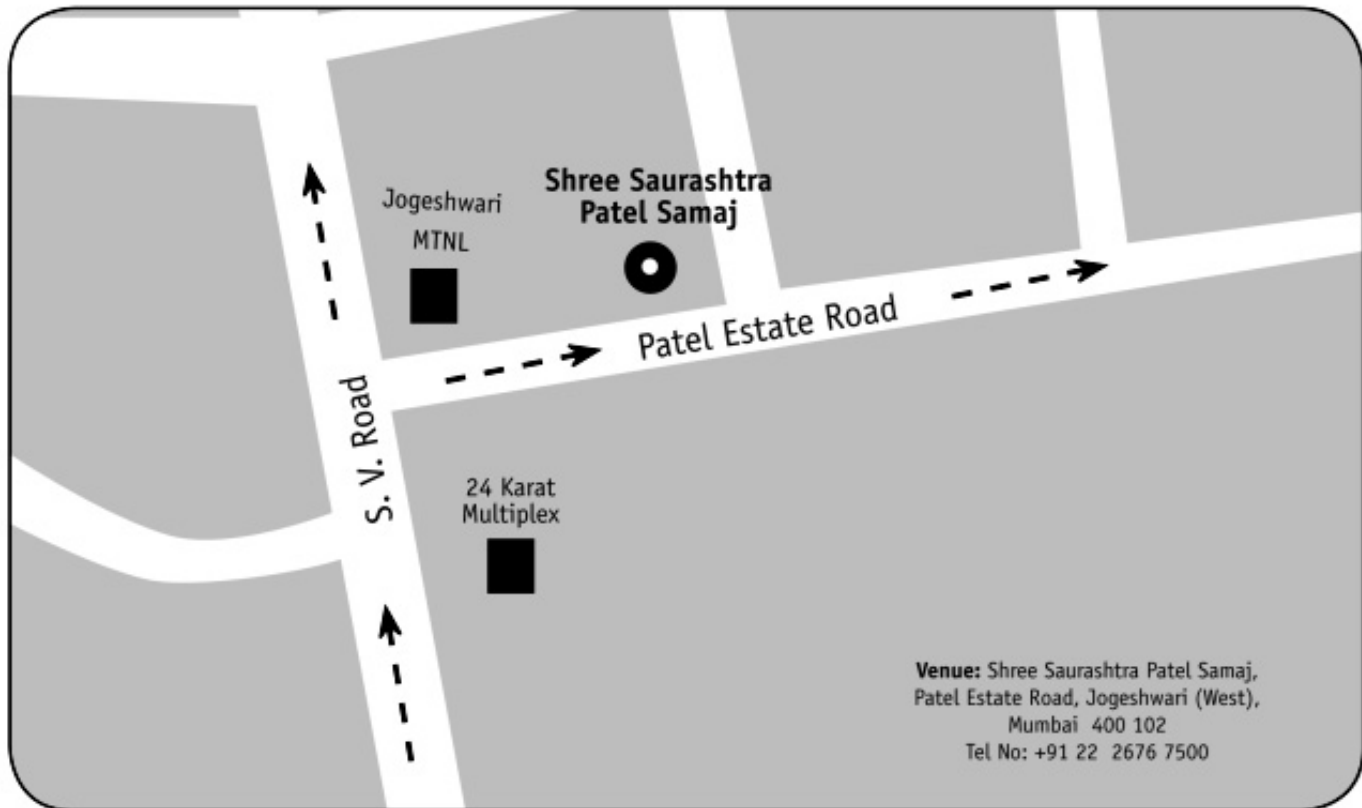 Shree Saurashtra
Patel Samaj
Jogeshwari
MTNL
Patel Estate Road
S. V. Road
24 Karat
Multiplex
Venue: Shree Saurashtra Patel Samaj,
Patel Estate Road, Jogeshwari (West),
Mumbai 400 102
Tel No: +91 22 2676 7500